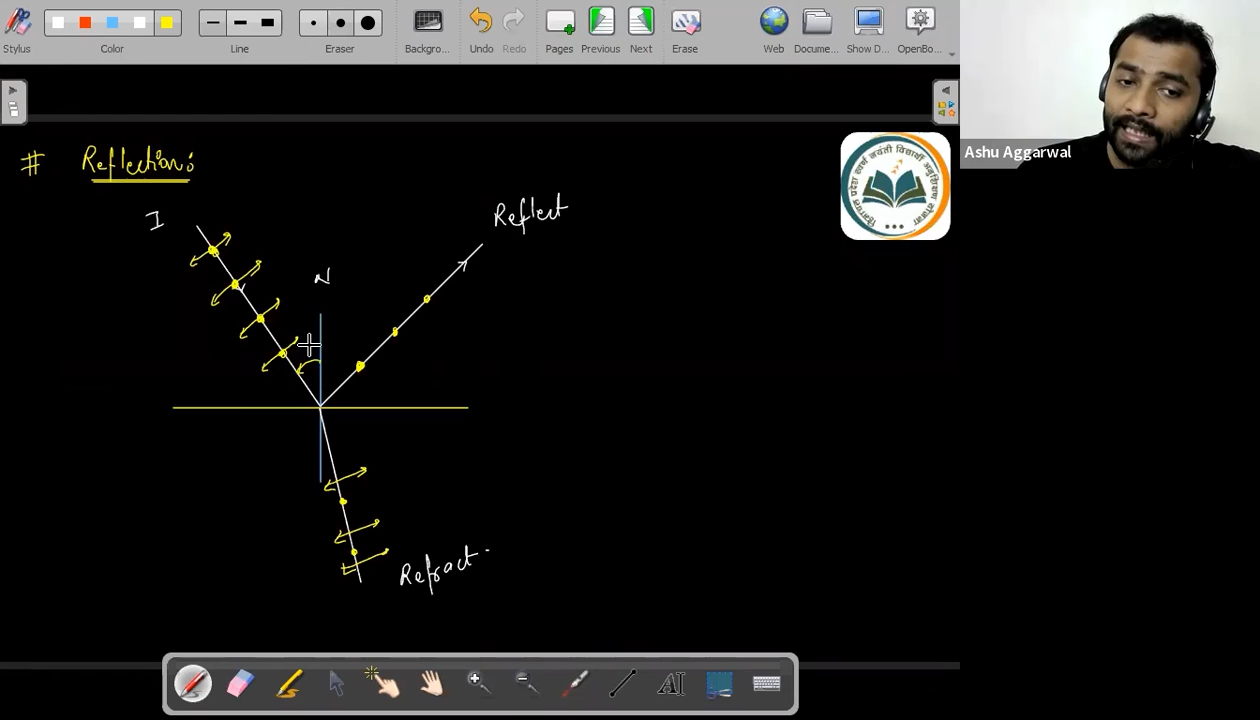 Stylus
Color
Line
Eraser
Backgro...
Undo
Redo
Pages
Previous
Next
Erase
Web
Docume...
Show D...
OpenBo...
Ashu Aggarwal
# Reflection:
I
Reflect
N
Refract
AI